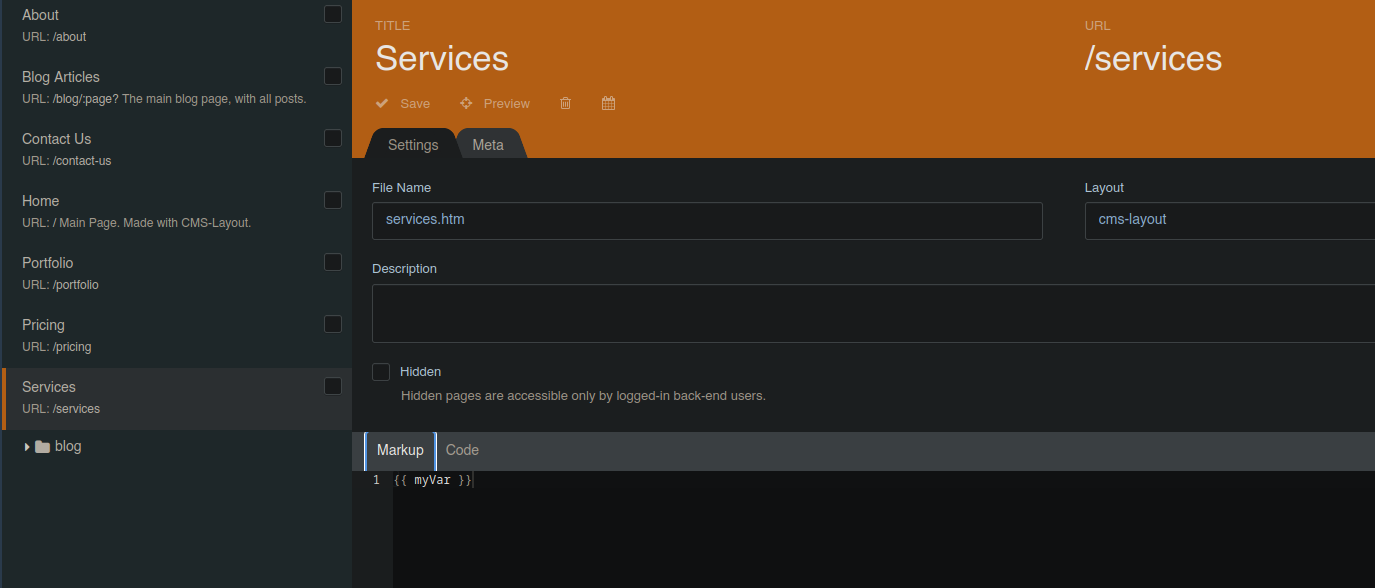 About
URL: /about
Blog Articles
URL: /blog/:page? The main blog page, with all posts.
Contact Us
URL: /contact-us
Home
URL: / Main Page. Made with CMS-Layout.
Portfolio
URL: /portfolio
Pricing
URL: /pricing
Services
URL: /services
blog
TITLE
Services
URL
/services
Save Preview
Settings Meta
File Name
services.htm
Layout
cms-layout
Description
Hidden
Hidden pages are accessible only by logged-in back-end users.
Markup Code
1 {{ myVar }}